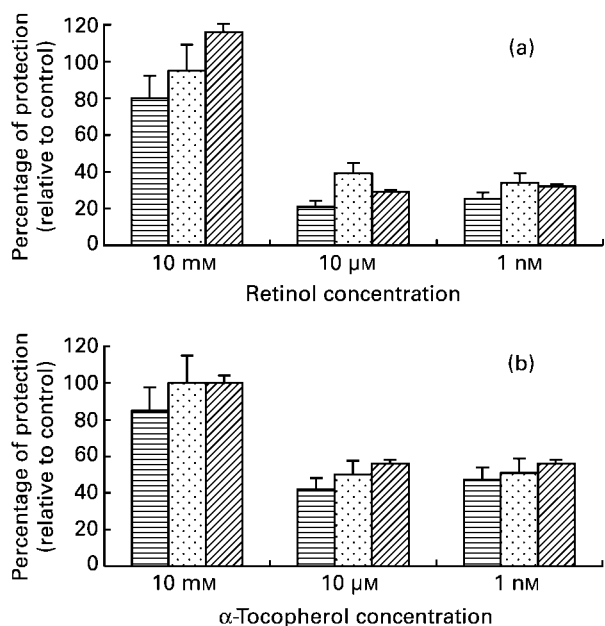 Percentage of protection
(relative to control)
120
100
80
60
40
20
0
(a)
10 mM
10 μM
1 nM
Retinol concentration
Percentage of protection
(relative to control)
120
100
80
60
40
20
0
(b)
10 mM
10 μM
1 nM
α-Tocopherol concentration